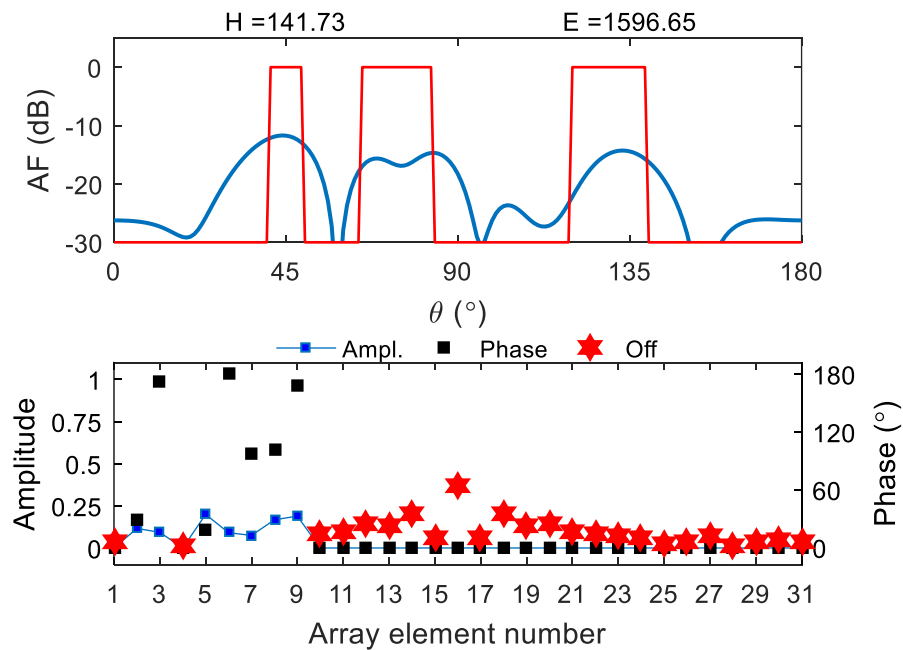 H =141.73 E =1596.65
AF (dB)
0
-10
-20
-30
0 45 90 135 180
θ (°)
Ampl. Phase Off
Amplitude
1
0.75
0.5
0.25
0
180
120
60
0
Phase (°)
1 3 5 7 9 11 13 15 17 19 21 23 25 27 29 31
Array element number